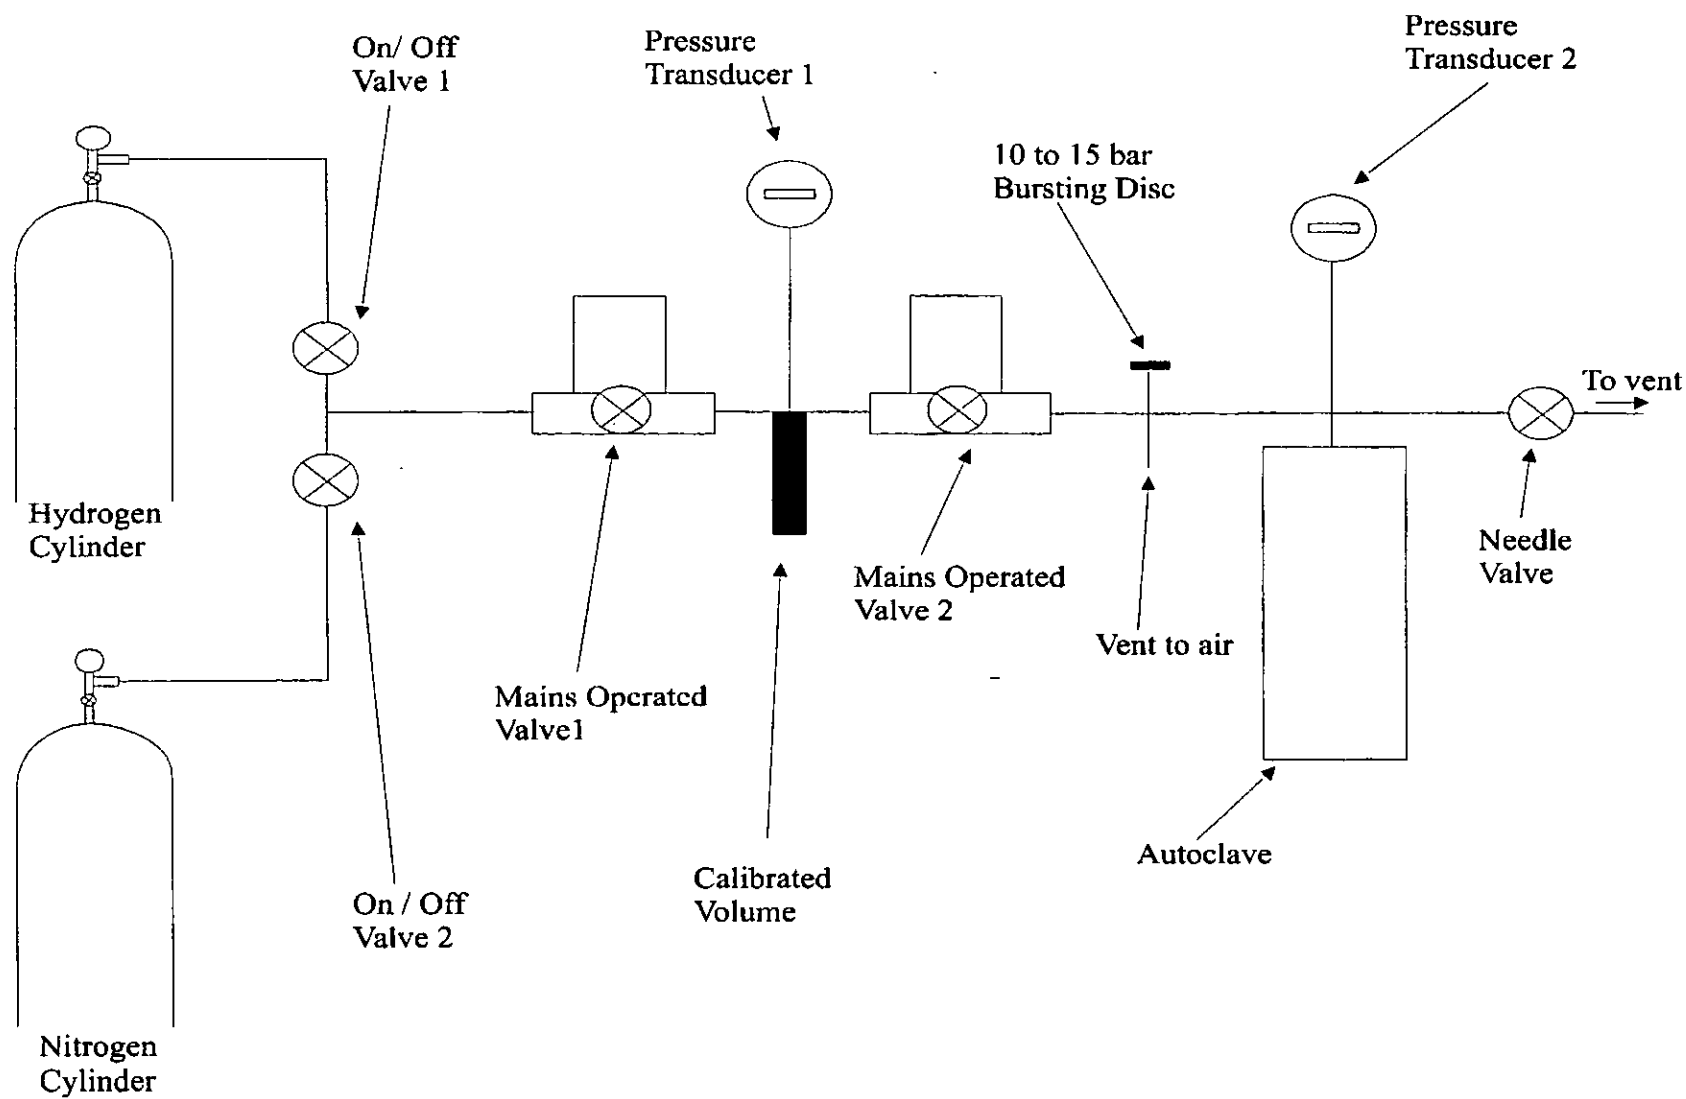 On/ Off
Valve 1
Pressure
Transducer 1
Pressure
Transducer 2
10 to 15 bar
Bursting Disc
To vent
Hydrogen
Cylinder
Needle
Valve
Mains Operated
Valve 2
Vent to air
Mains Operated
Valve1
Autoclave
Calibrated
Volume
On / Off
Valve 2
Nitrogen
Cylinder